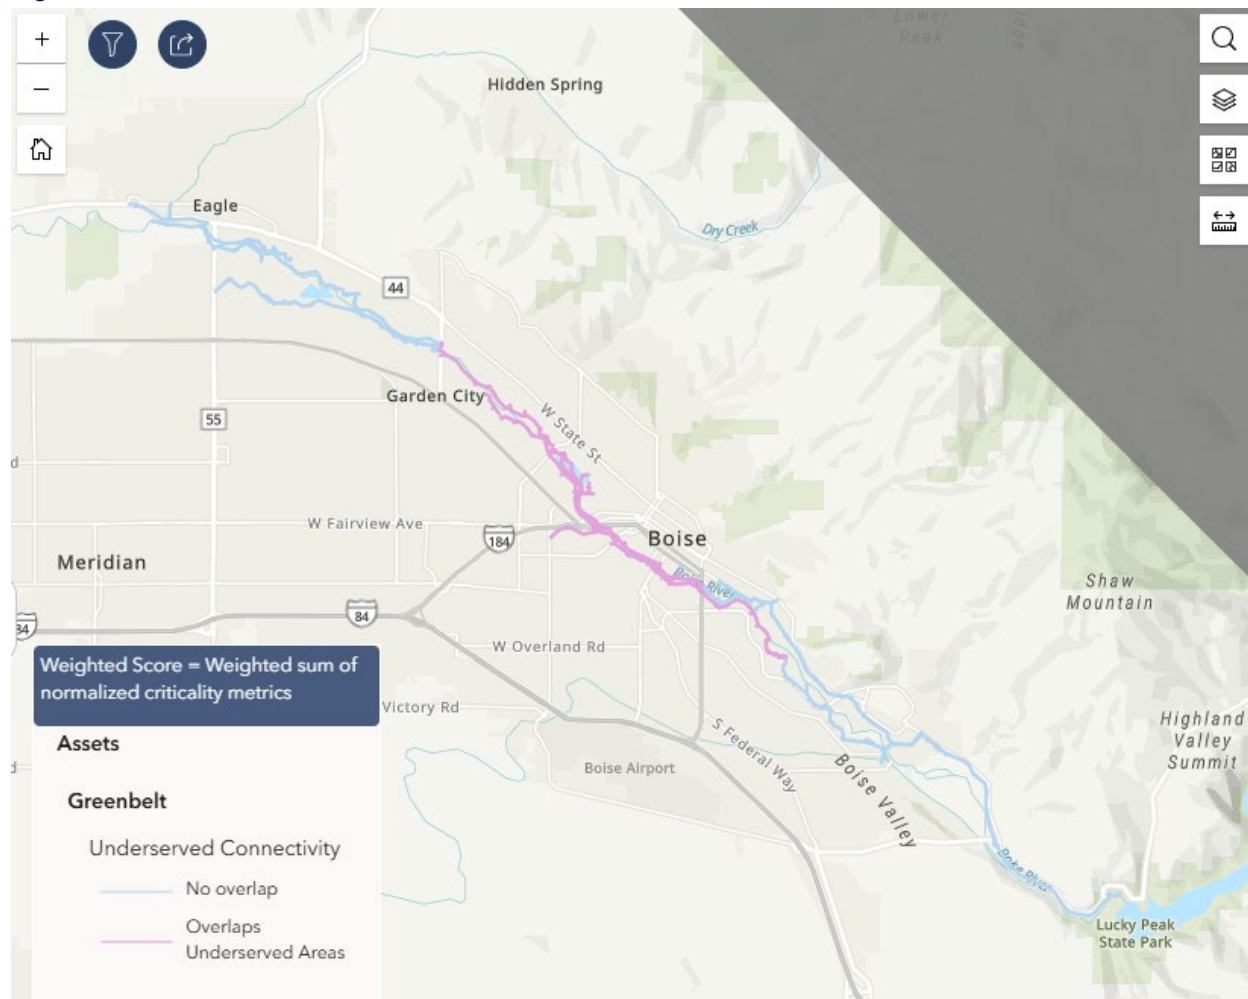 Lower
Peak
idge
Hidden Spring
Eagle
Dry Creek
44
Garden City
W State St
55
d
W Fairview Ave
184
Boise
Meridian
Boise River
Shaw
Mountain
84
84
W Overland Rd
Weighted Score = Weighted sum of
normalized criticality metrics
Victory Rd
Highland
Valley
Summit
S Federal Way
Assets
Boise Airport
Boise Valley
d
Greenbelt
Underserved Connectivity
No overlap
Boise River
Overlaps
Underserved Areas
Lucky Peak
State Park